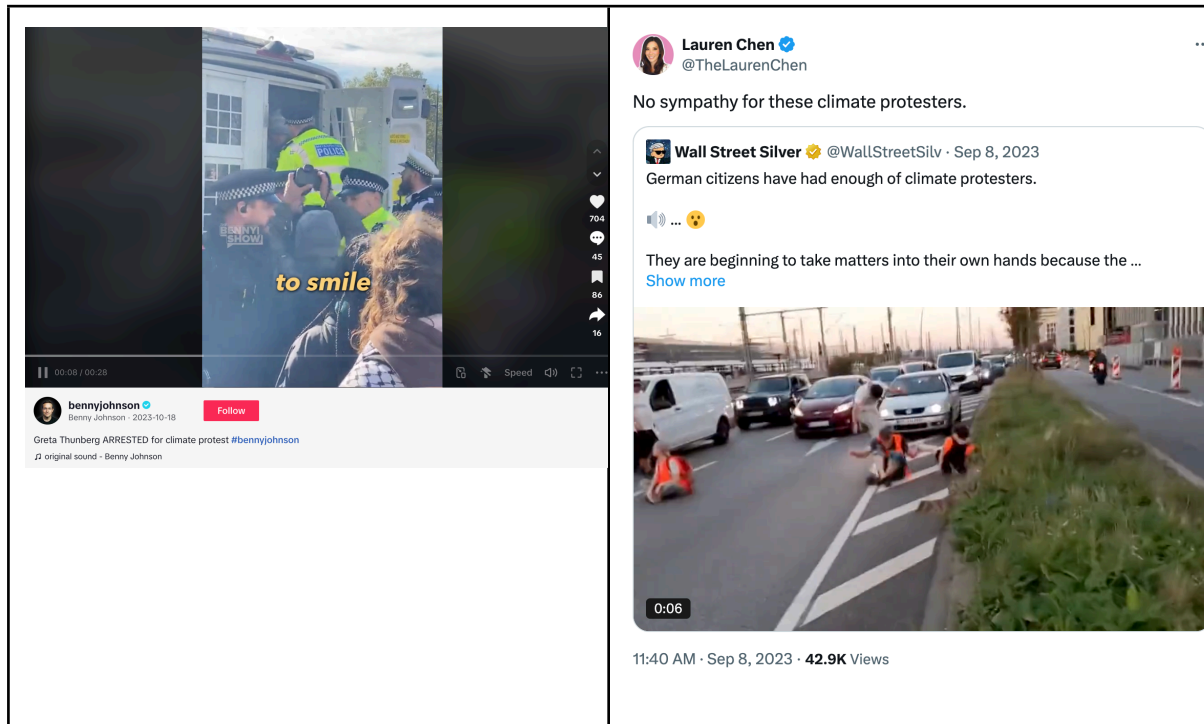 POLICE
BENNY
SHOW
to smile
704
45
86
16
00:08 / 00:28
Speed
bennyjohnson
Benny Johnson · 2023-10-18
Follow
Greta Thunberg ARRESTED for climate protest #bennyjohnson
original sound - Benny Johnson
Lauren Chen
@TheLaurenChen
No sympathy for these climate protesters.
Wall Street Silver @WallStreetSilv · Sep 8, 2023
German citizens have had enough of climate protesters.
🔊 ... 😮
They are beginning to take matters into their own hands because the ...
Show more
0:06
11:40 AM · Sep 8, 2023 · 42.9K Views